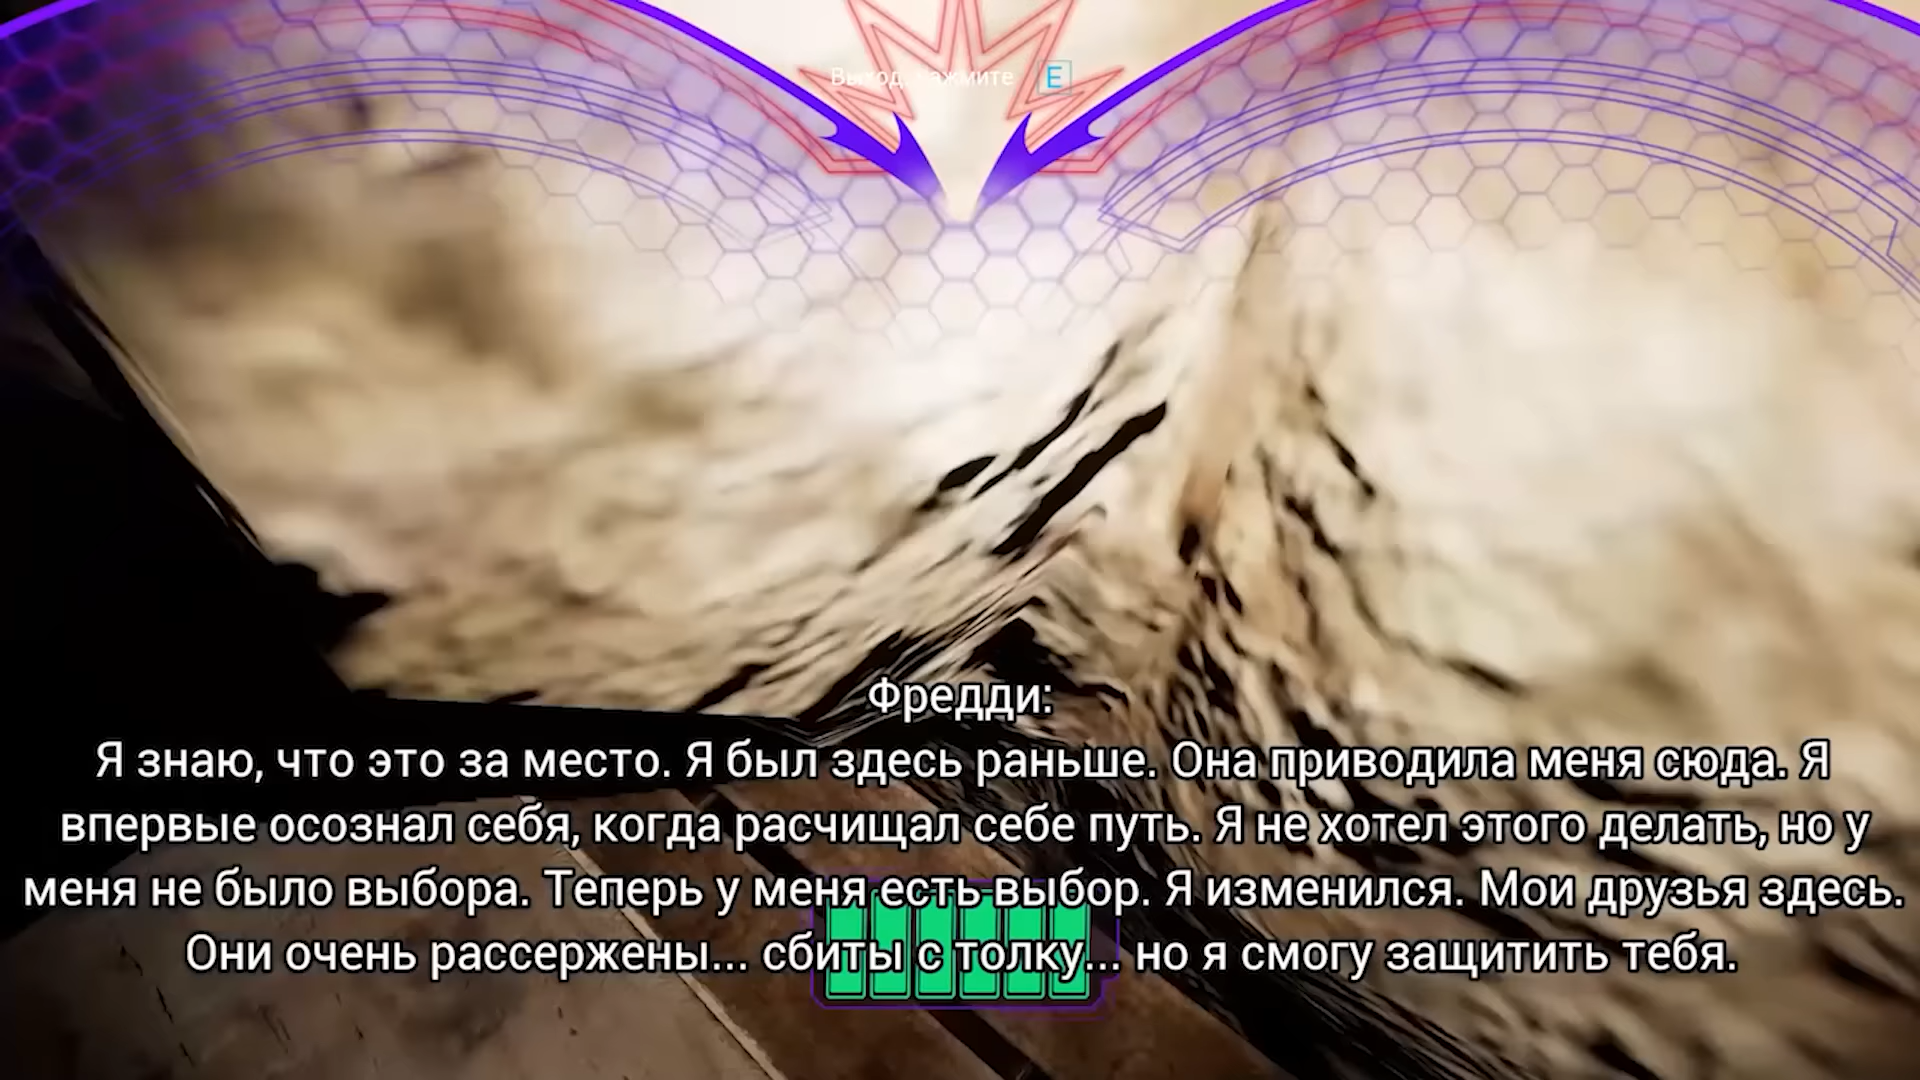 Выход, нажмите E
Фредди:
Я знаю, что это за место. Я был здесь раньше. Она приводила меня сюда. Я
впервые осознал себя, когда расчищал себе путь. Я не хотел этого делать, но у
меня не было выбора. Теперь у меня есть выбор. Я изменился. Мои друзья здесь.
Они очень рассержены... сбиты с толку... но я смогу защитить тебя.